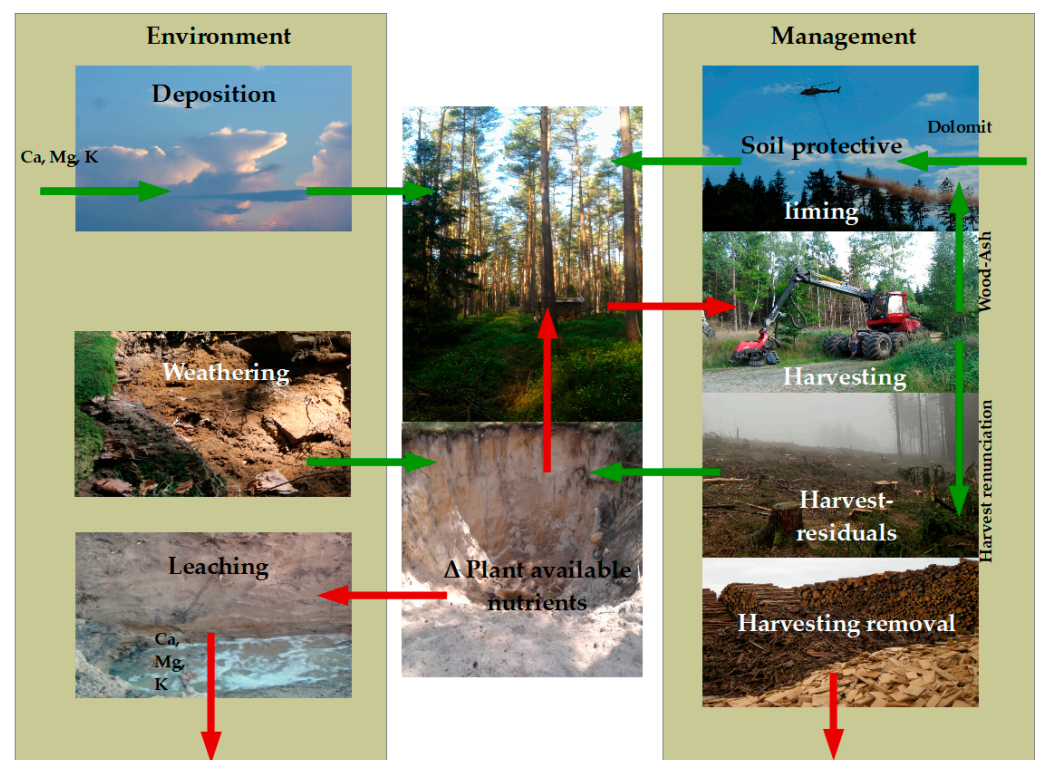 Environment
Deposition
Ca, Mg, K
Weathering
Leaching
Ca,
Mg,
K
Δ Plant available
nutrients
Management
Dolomit
Soil protective
liming
Wood-Ash
Harvesting
Harvest renunciation
Harvest-
residuals
Harvesting removal